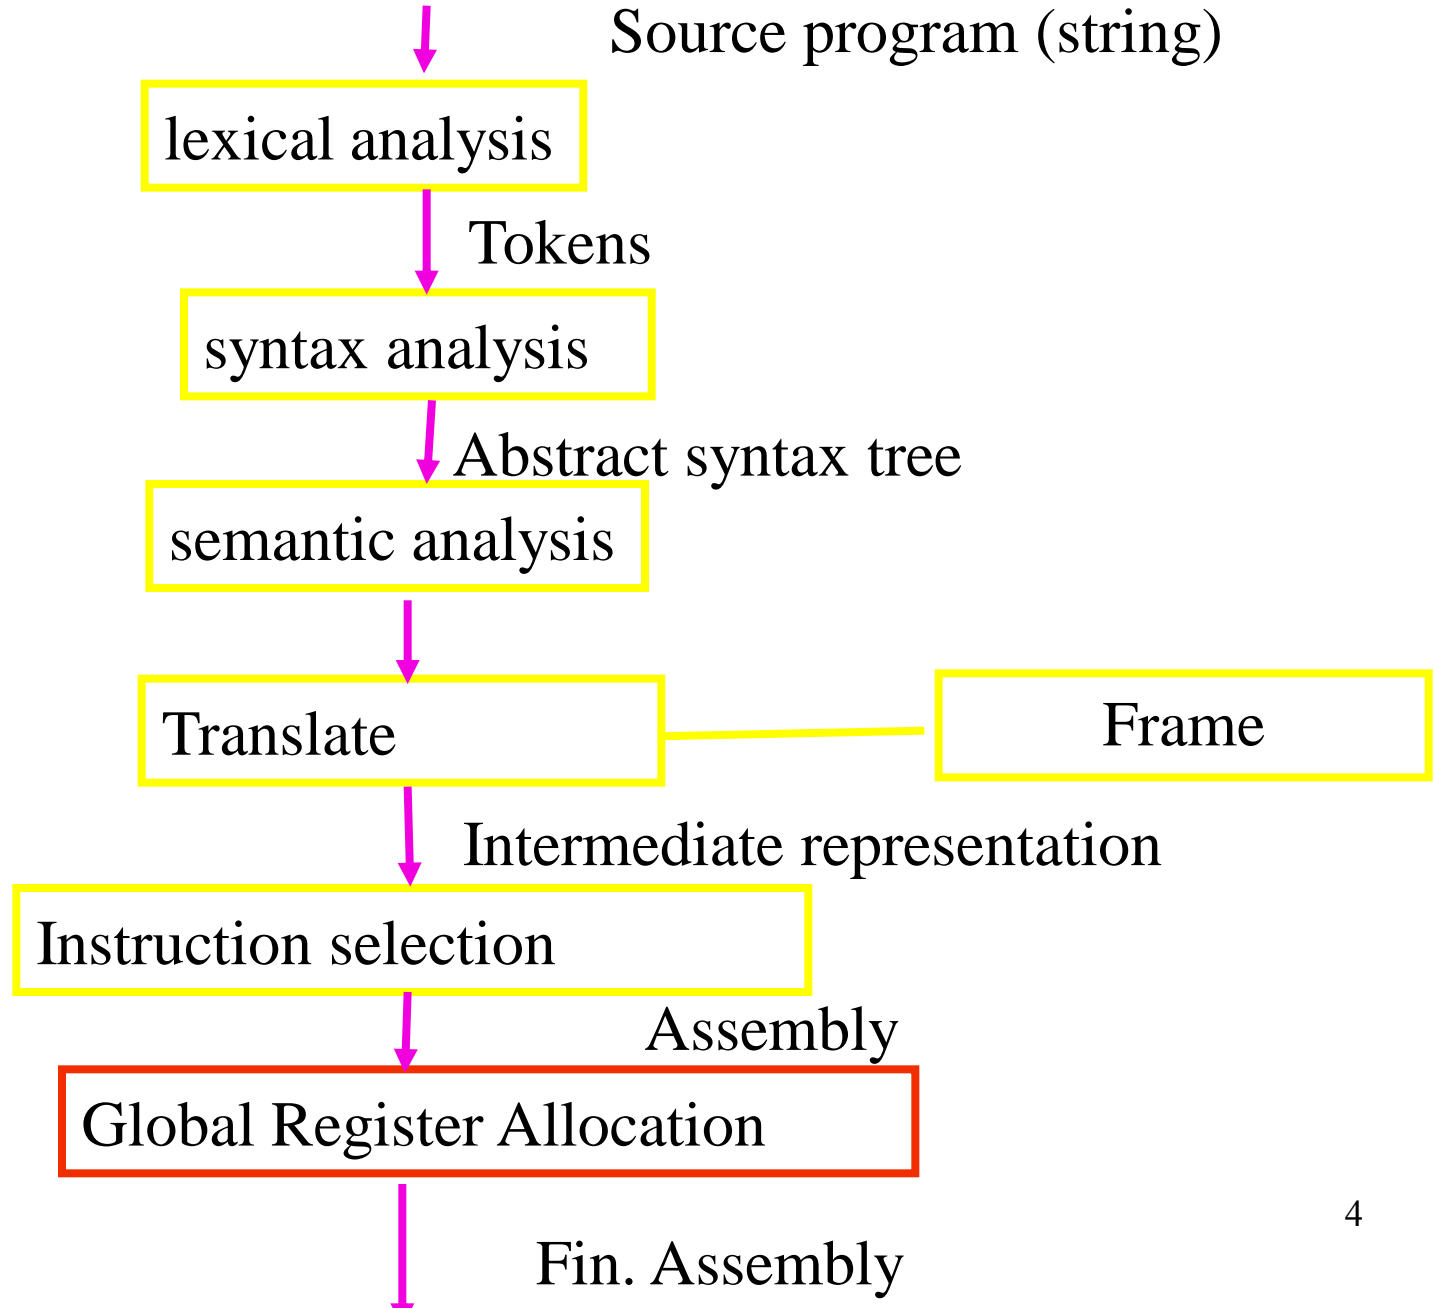 Source program (string)
lexical analysis
Tokens
syntax analysis
Abstract syntax tree
semantic analysis
Translate
Frame
Intermediate representation
Instruction selection
Assembly
Global Register Allocation
4
Fin. Assembly